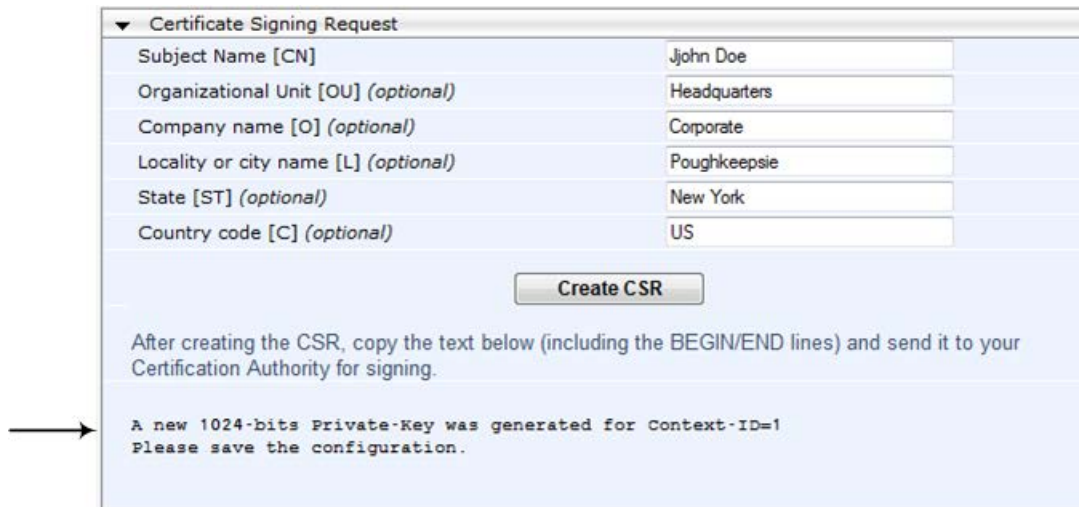 Certificate Signing Request
Subject Name [CN] Jjohn Doe
Organizational Unit [OU] (optional) Headquarters
Company name [O] (optional) Corporate
Locality or city name [L] (optional) Poughkeepsie
State [ST] (optional) New York
Country code [C] (optional) US
Create CSR
After creating the CSR, copy the text below (including the BEGIN/END lines) and send it to your
Certification Authority for signing.
A new 1024-bits Private-Key was generated for Context-ID=1
Please save the configuration.